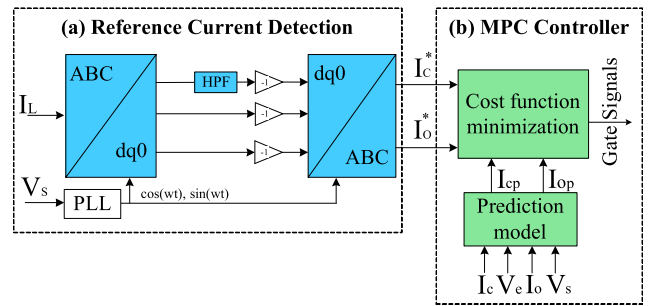 (a) Reference Current Detection
ABC
dq0
I_L
V_S
PLL
cos(wt), sin(wt)
HPF
-1
-1
-1
dq0
ABC
I_C^*
I_O^*
(b) MPC Controller
Cost function
minimization
Gate Signals
I_cp
I_op
Prediction
model
I_c V_e I_o V_s